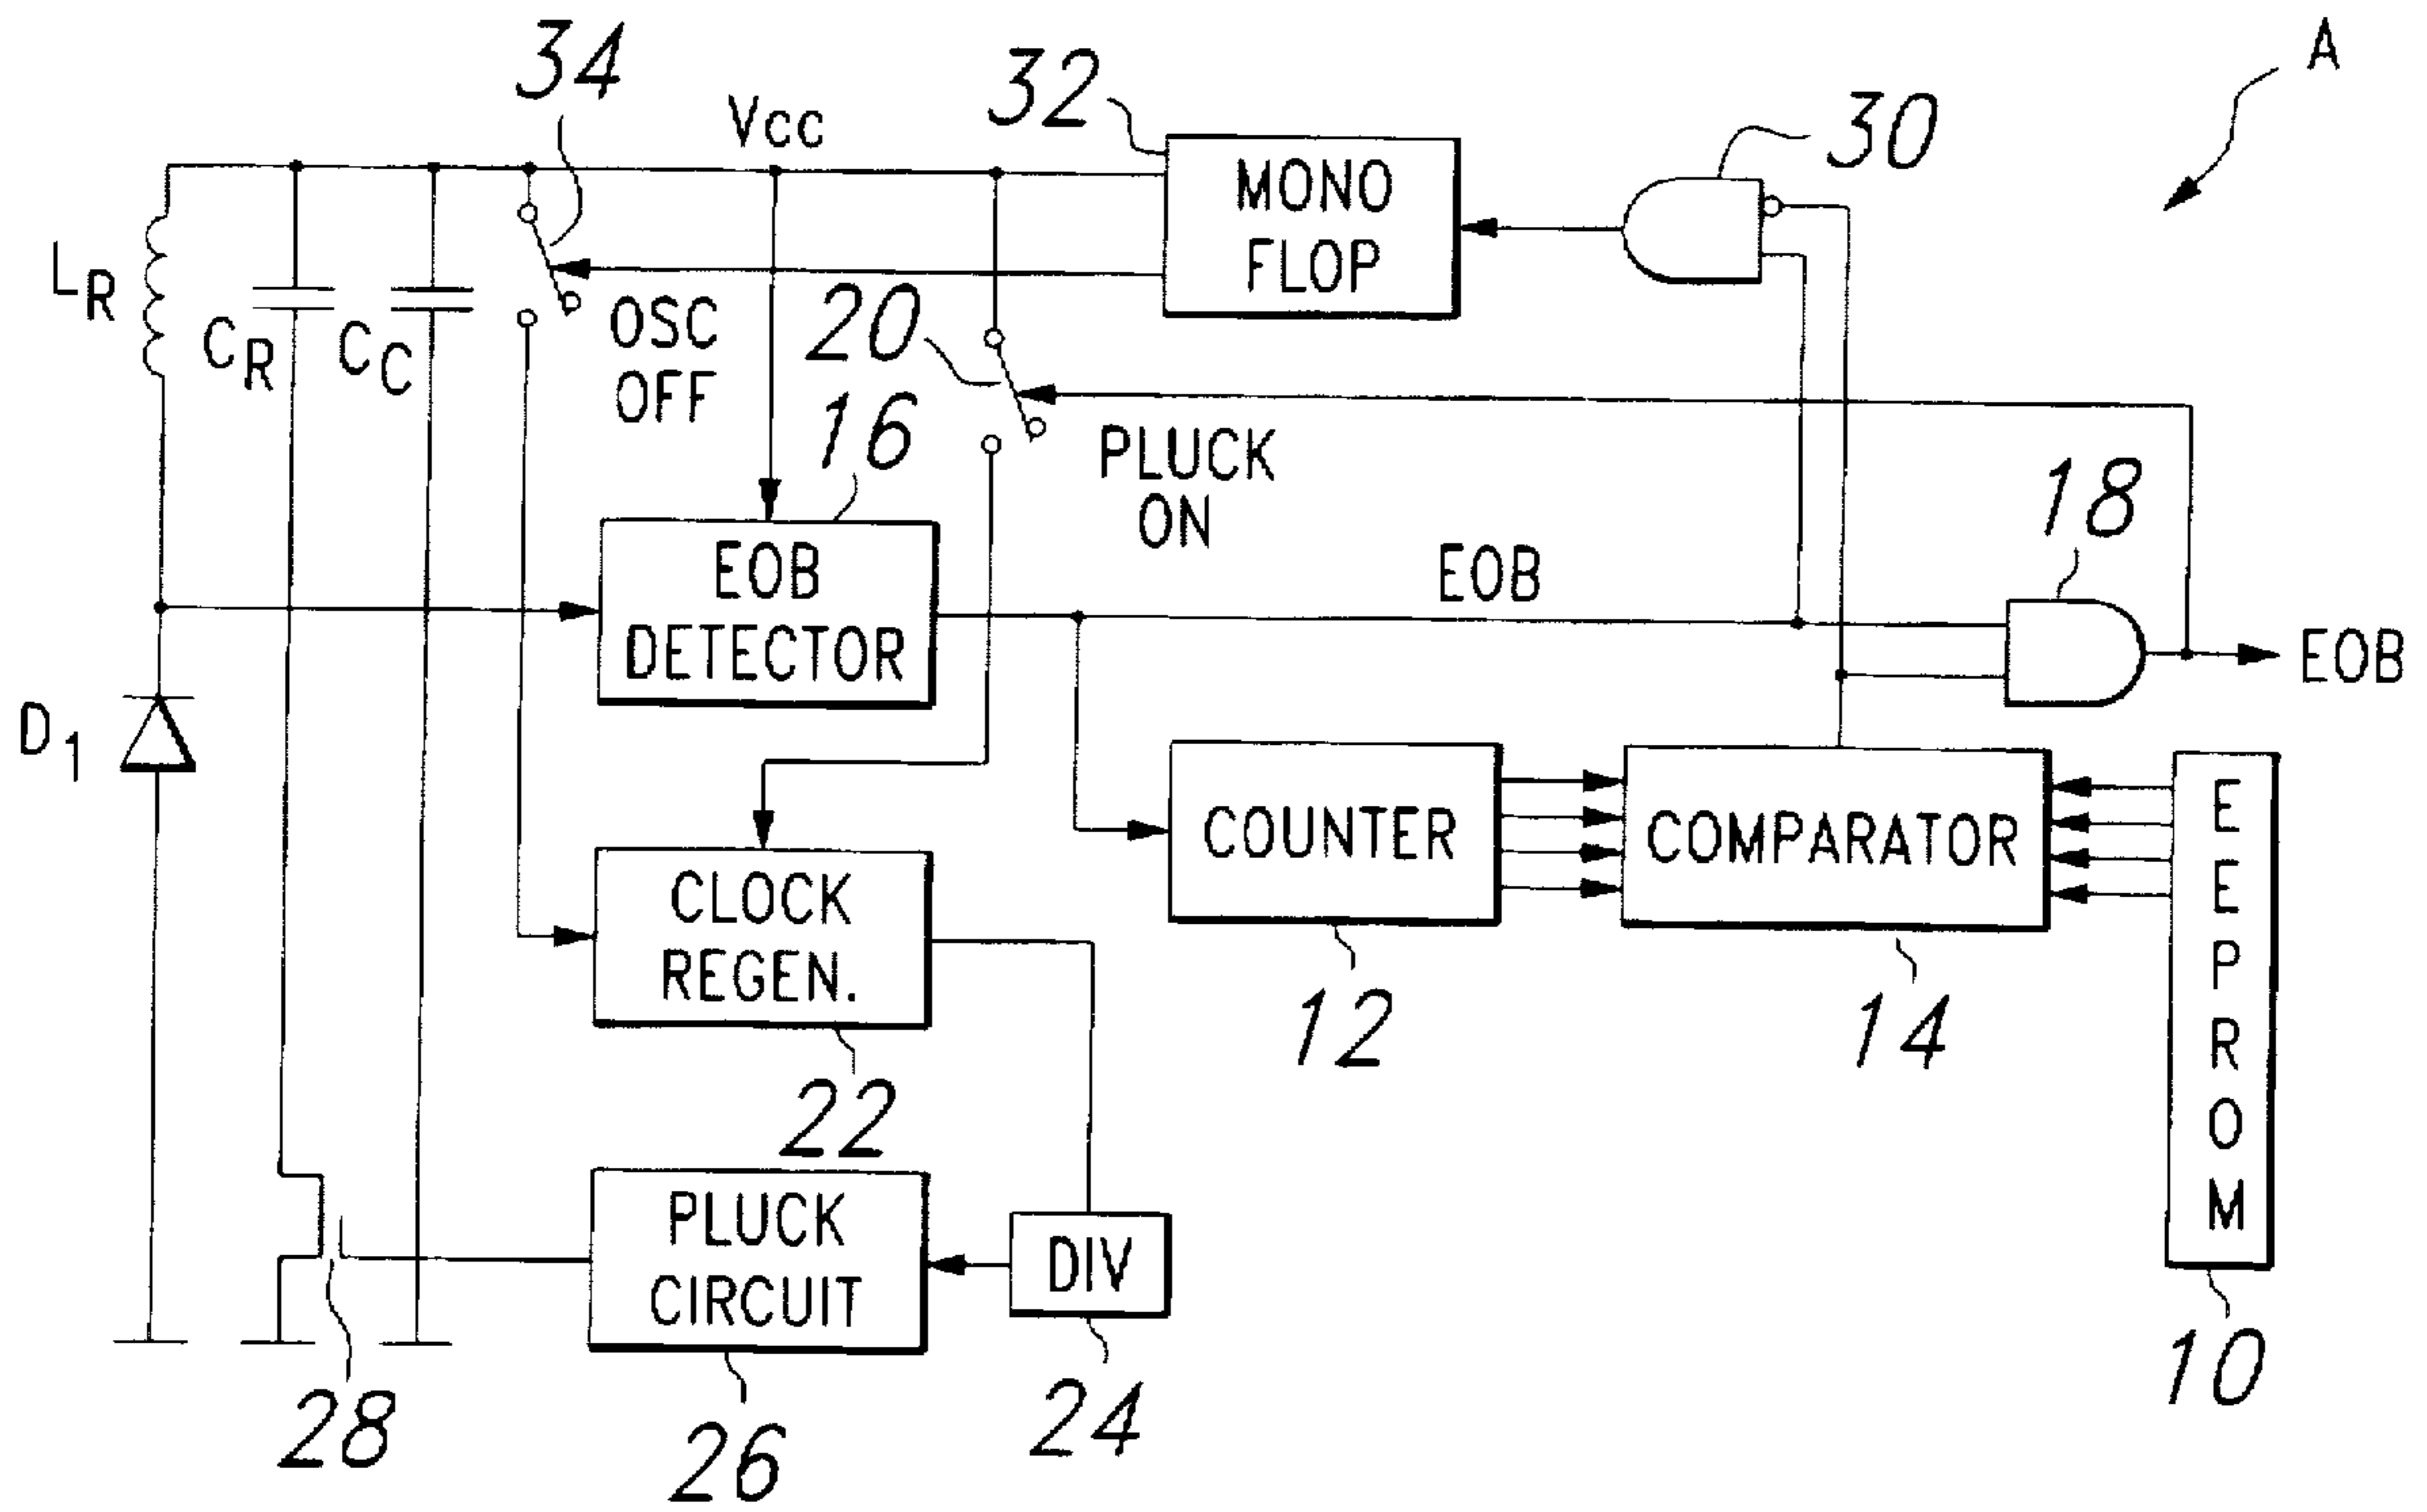 A
34
Vcc
32
MONO
FLOP
30
LR
CR
CC
OSC
OFF
20
16
PLUCK
ON
18
EOB
DETECTOR
EOB
EOB
D1
COUNTER
COMPARATOR
EEPROM
CLOCK
REGEN.
12
14
22
PLUCK
CIRCUIT
DIV
10
28
26
24